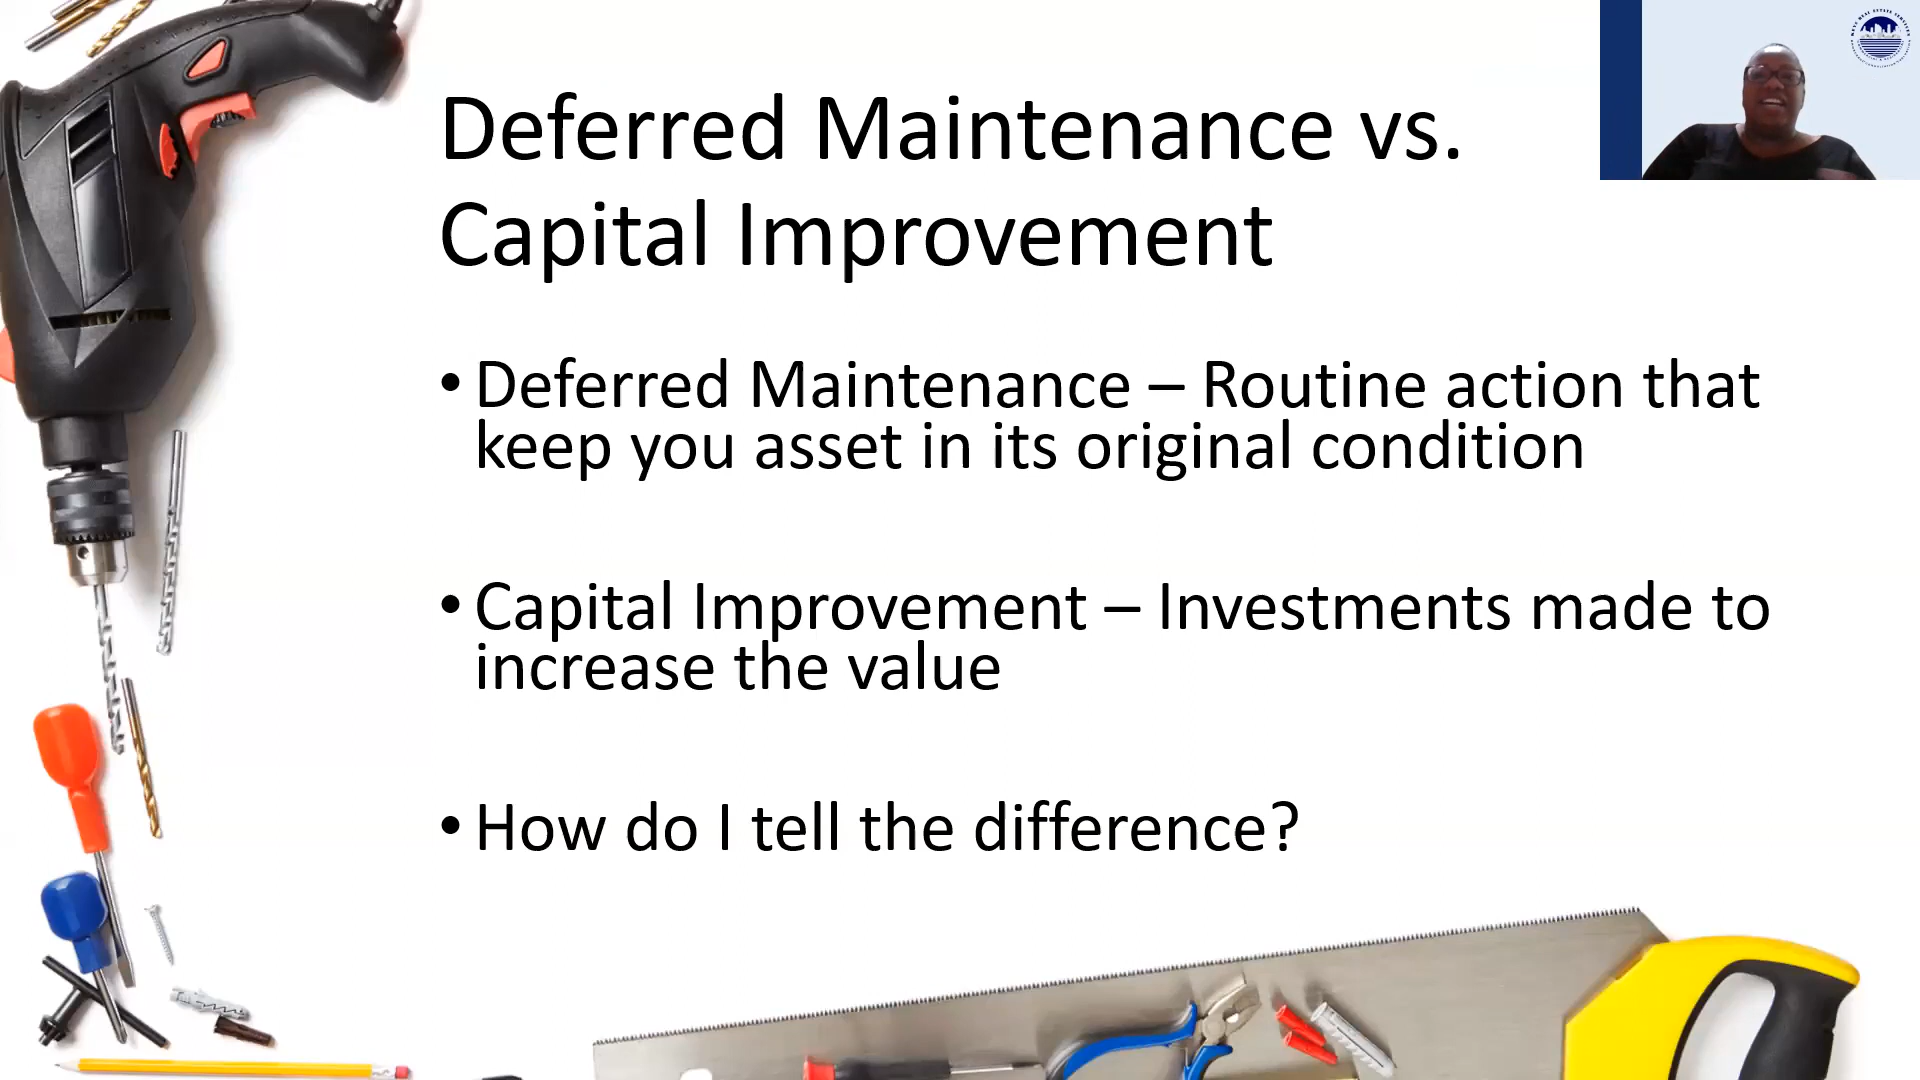 Deferred Maintenance vs.
Capital Improvement
• Deferred Maintenance – Routine action that
keep you asset in its original condition
• Capital Improvement – Investments made to
increase the value
• How do I tell the difference?